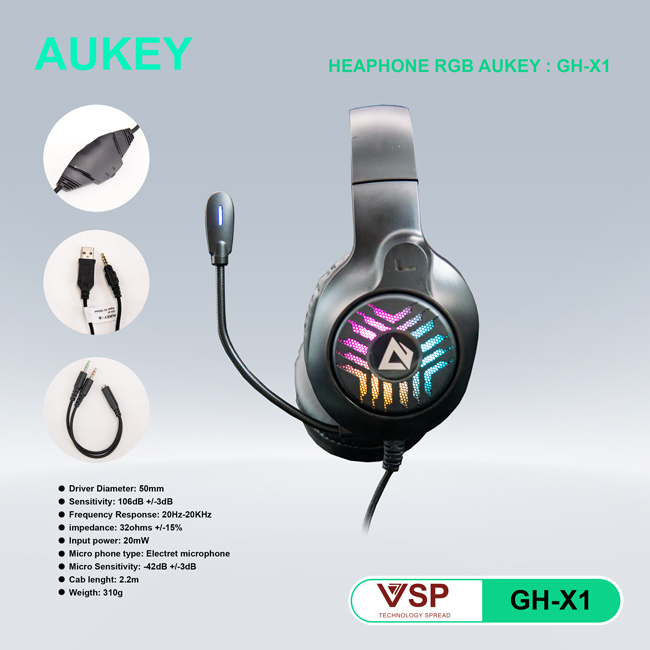 AUKEY
HEAPHONE RGB AUKEY : GH-X1
L
Driver Diameter: 50mm
Sensitivity: 106dB +/-3dB
Frequency Response: 20Hz-20KHz
impedance: 32ohms +/-15%
Input power: 20mW
Micro phone type: Electret microphone
Micro Sensitivity: -42dB +/-3dB
Cab lenght: 2.2m
Weigth: 310g
VSP
TECHNOLOGY SPREAD
GH-X1